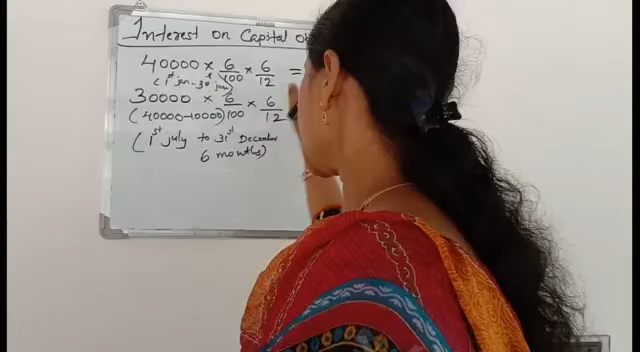 Interest on Capital
40000 × 6/100 × 6/12 =
(1st jan - 30 june)
30000 × 6/100 × 6/12
(40000-10000)
(1st july to 31st December
6 months)